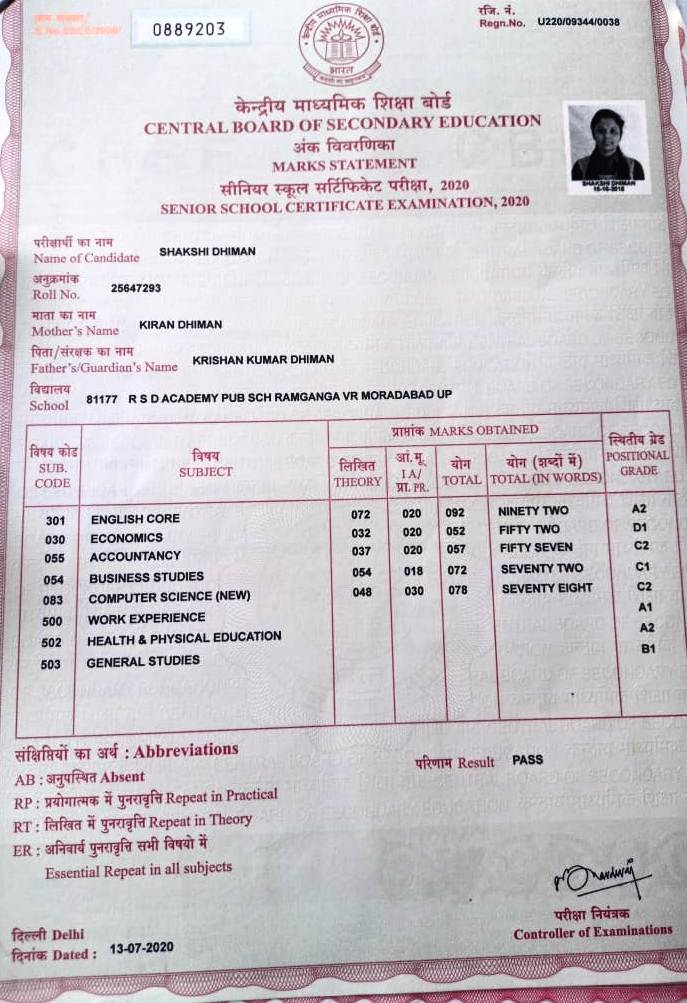 क्रम संख्या/
S.No.
0889203
रजि. नं.
Regn.No. U220/09344/0038
केन्द्रीय माध्यमिक शिक्षा बोर्ड
भारत
केन्द्रीय माध्यमिक शिक्षा बोर्ड
CENTRAL BOARD OF SECONDARY EDUCATION
अंक विवरणिका
MARKS STATEMENT
सीनियर स्कूल सर्टिफिकेट परीक्षा, 2020
SENIOR SCHOOL CERTIFICATE EXAMINATION, 2020
SHAKSHI DHIMAN
परीक्षार्थी का नाम
Name of Candidate SHAKSHI DHIMAN
अनुक्रमांक
Roll No. 25647293
माता का नाम
Mother's Name KIRAN DHIMAN
पिता/संरक्षक का नाम
Father's/Guardian's Name KRISHAN KUMAR DHIMAN
विद्यालय
School 81177 R S D ACADEMY PUB SCH RAMGANGA VR MORADABAD UP
विषय कोड SUB. CODE
विषय SUBJECT
प्राप्तांक MARKS OBTAINED
लिखित THEORY
आं.मू. I A/ प्रा. PR.
योग TOTAL
योग (शब्दों में) TOTAL (IN WORDS)
स्थितीय ग्रेड POSITIONAL GRADE
301 ENGLISH CORE 072 020 092 NINETY TWO A2
030 ECONOMICS 032 020 052 FIFTY TWO D1
055 ACCOUNTANCY 037 020 057 FIFTY SEVEN C2
054 BUSINESS STUDIES 054 018 072 SEVENTY TWO C1
083 COMPUTER SCIENCE (NEW) 048 030 078 SEVENTY EIGHT C2
500 WORK EXPERIENCE A1
502 HEALTH & PHYSICAL EDUCATION A2
503 GENERAL STUDIES B1
संक्षिप्तियों का अर्थ : Abbreviations
परिणाम Result PASS
AB : अनुपस्थित Absent
RP : प्रयोगात्मक में पुनरावृत्ति Repeat in Practical
RT : लिखित में पुनरावृत्ति Repeat in Theory
ER : अनिवार्य पुनरावृत्ति सभी विषयो में
Essential Repeat in all subjects
परीक्षा नियंत्रक
Controller of Examinations
दिल्ली Delhi
दिनांक Dated : 13-07-2020